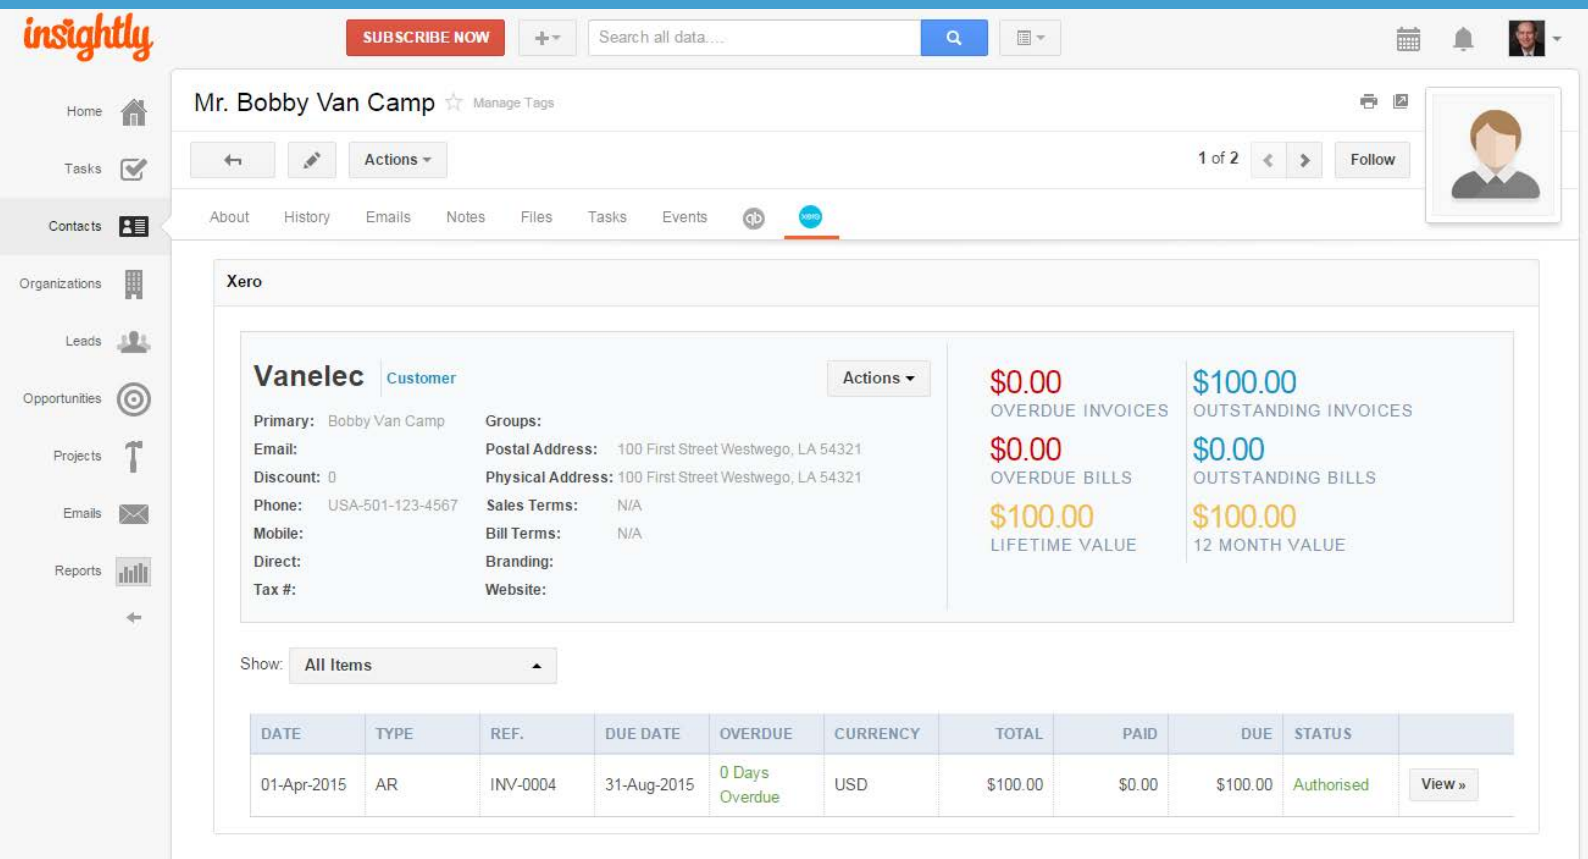 insightly
SUBSCRIBE NOW
Search all data....
Home
Tasks
Contacts
Organizations
Leads
Opportunities
Projects
Emails
Reports
Mr. Bobby Van Camp Manage Tags
Actions
1 of 2
Follow
About History Emails Notes Files Tasks Events qb xero
Xero
Vanelec Customer
Actions
Primary: Bobby Van Camp Groups:
Email: Postal Address: 100 First Street Westwego, LA 54321
Discount: 0 Physical Address: 100 First Street Westwego, LA 54321
Phone: USA-501-123-4567 Sales Terms: N/A
Mobile: Bill Terms: N/A
Direct: Branding:
Tax #: Website:
$0.00 $100.00
OVERDUE INVOICES OUTSTANDING INVOICES
$0.00 $0.00
OVERDUE BILLS OUTSTANDING BILLS
$100.00 $100.00
LIFETIME VALUE 12 MONTH VALUE
Show: All Items
DATE TYPE REF. DUE DATE OVERDUE CURRENCY TOTAL PAID DUE STATUS
01-Apr-2015 AR INV-0004 31-Aug-2015 0 Days Overdue USD $100.00 $0.00 $100.00 Authorised View »